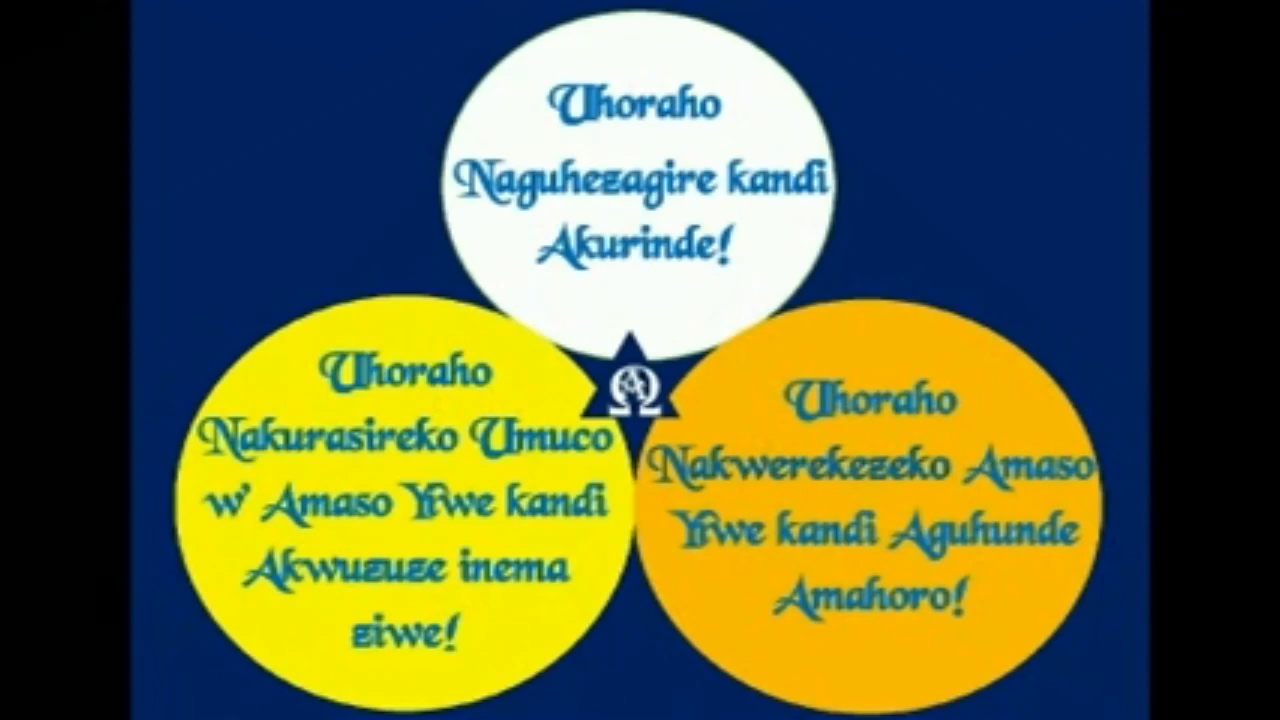 Uhoraho
Naguhezagire kandi
Akurinde!
Uhoraho
Nakurasireko Umuco
w' Amaso Yiwe kandi
Akwuzuze inema
ziwe!
Uhoraho
Nakwerekezeko Amaso
Yiwe kandi Aguhunde
Amahoro!
Ω